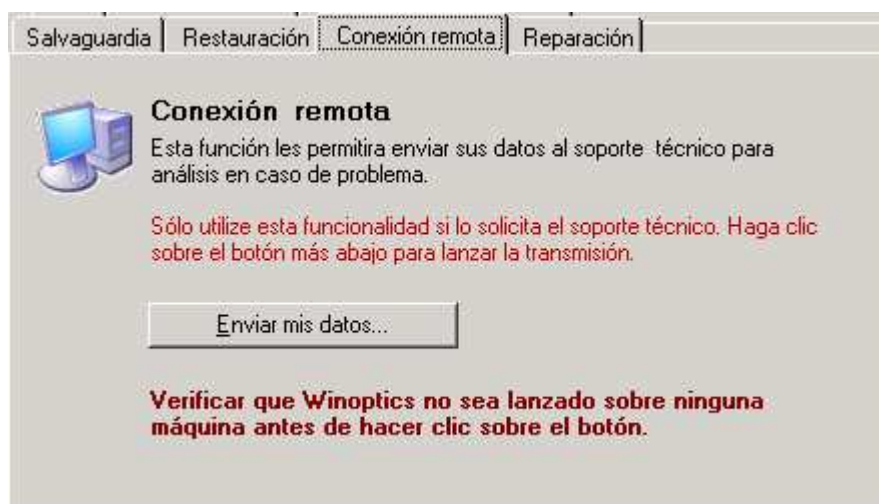 Salvaguardia Restauración Conexión remota Reparación
Conexión remota
Esta función les permitira enviar sus datos al soporte técnico para
análisis en caso de problema.
Sólo utilize esta funcionalidad si lo solicita el soporte técnico. Haga clic
sobre el botón más abajo para lanzar la transmisión.
Enviar mis datos...
Verificar que Winoptics no sea lanzado sobre ninguna
máquina antes de hacer clic sobre el botón.